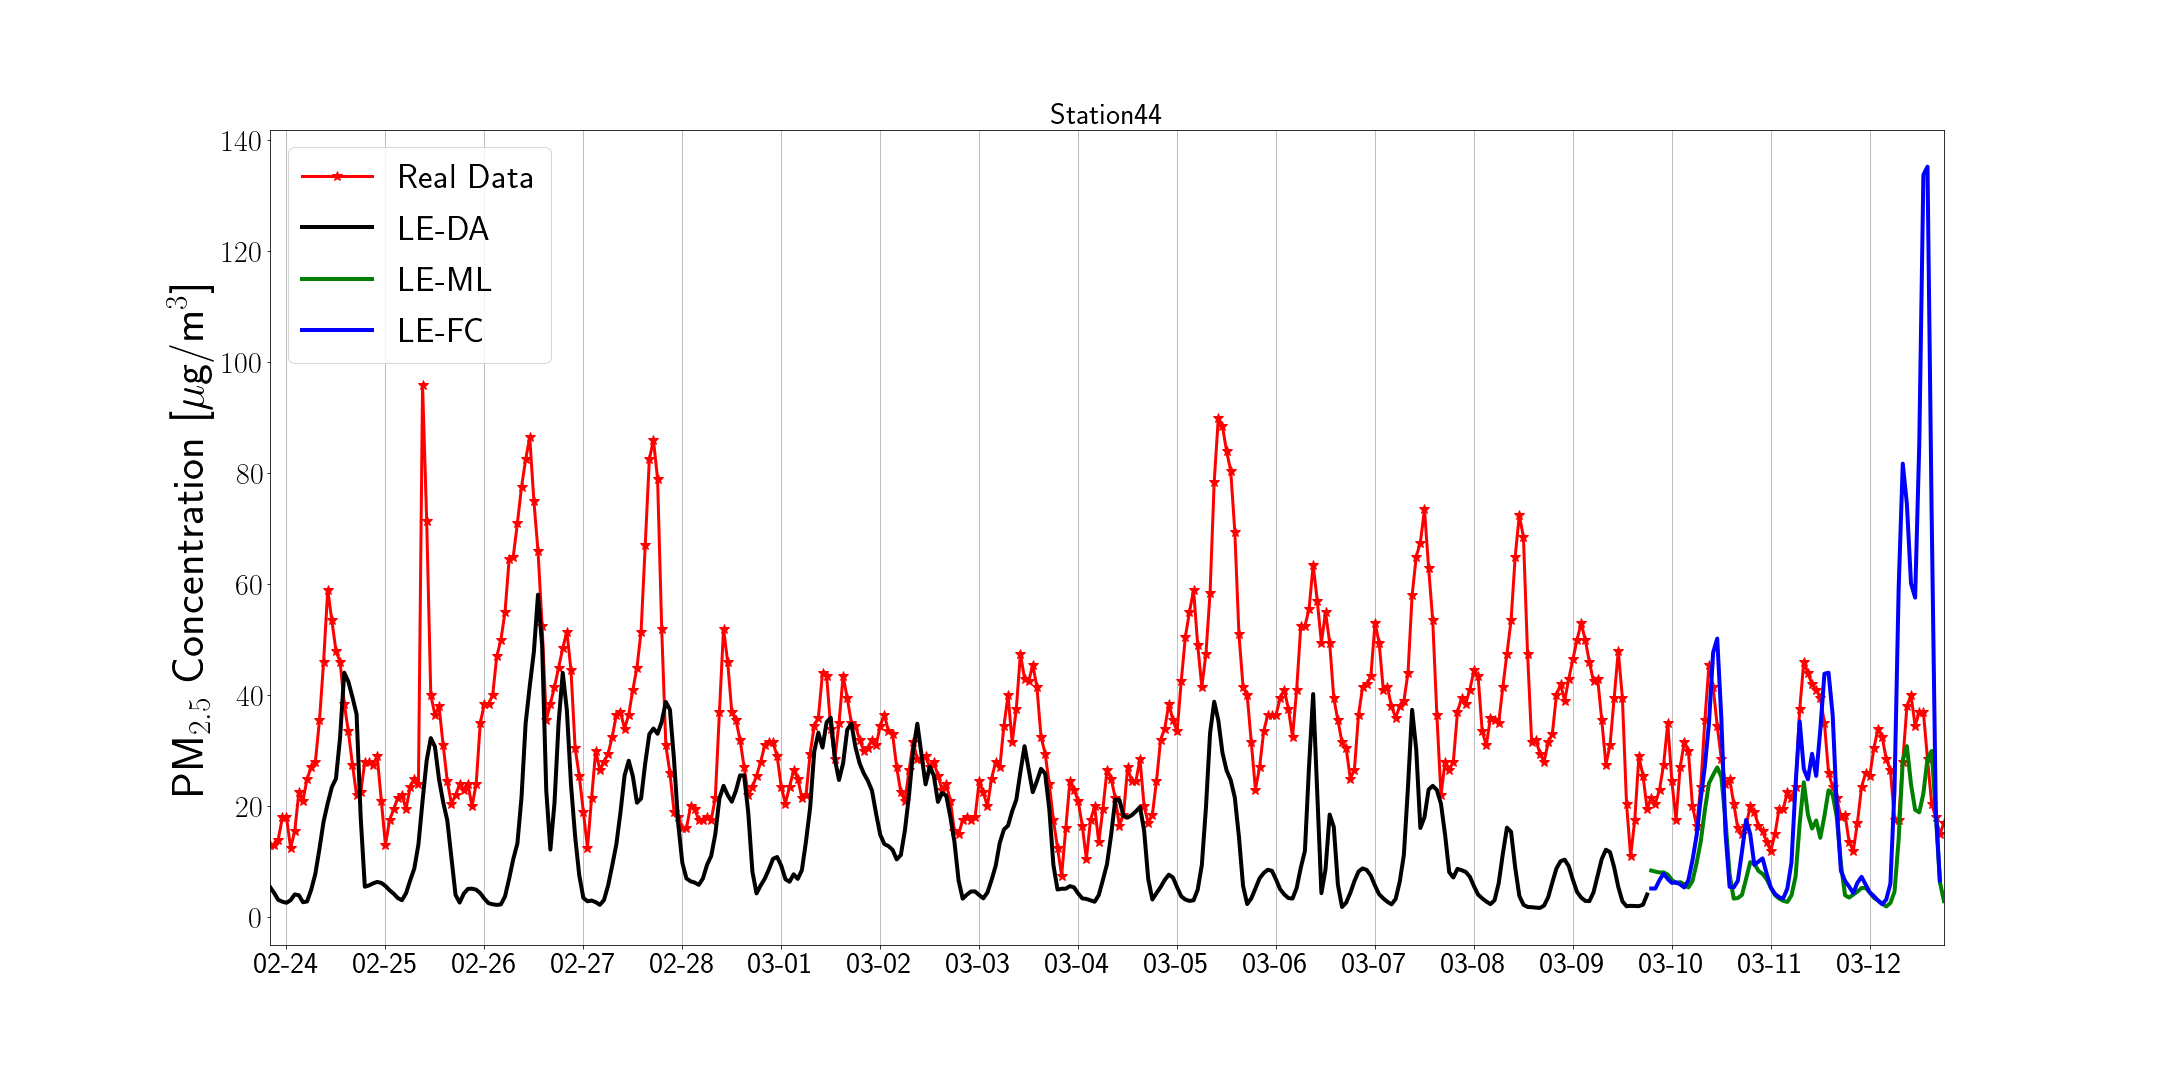 Station44
140
120
100
80
60
40
20
0
PM2.5 Concentration [μg/m³]
Real Data
LE-DA
LE-ML
LE-FC
02-24 02-25 02-26 02-27 02-28 03-01 03-02 03-03 03-04 03-05 03-06 03-07 03-08 03-09 03-10 03-11 03-12